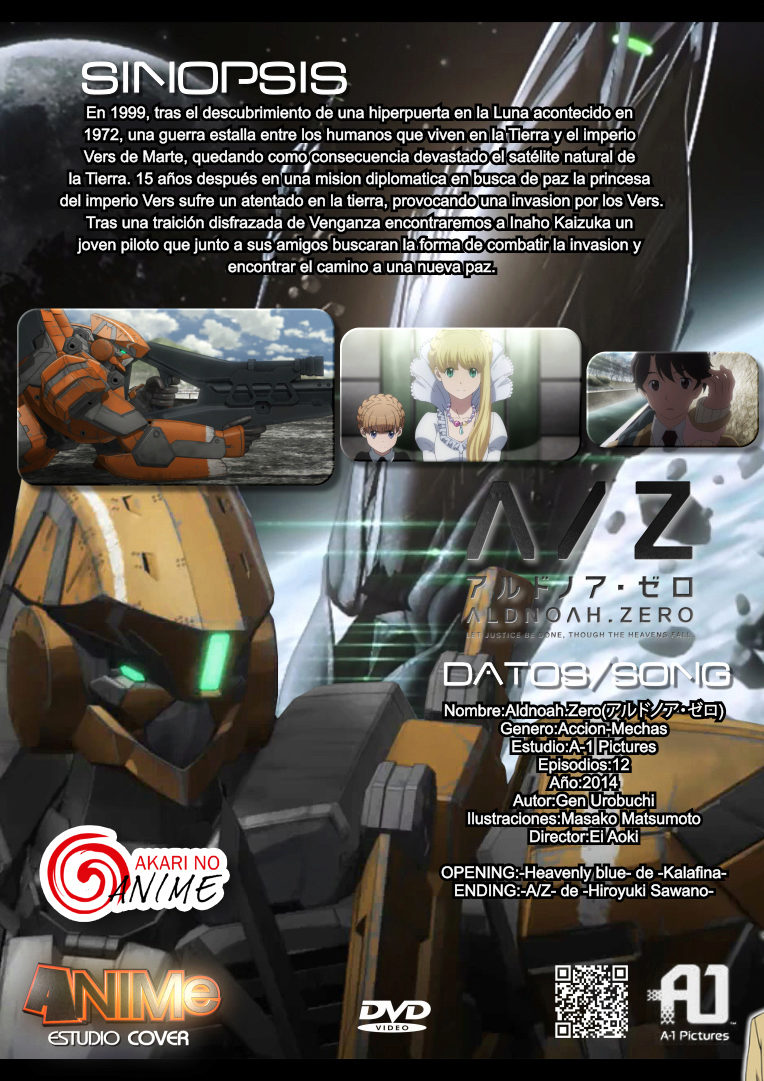 SINOPSIS
En 1999, tras el descubrimiento de una hiperpuerta en la Luna acontecido en
1972, una guerra estalla entre los humanos que viven en la Tierra y el imperio
Vers de Marte, quedando como consecuencia devastado el satélite natural de
la Tierra. 15 años después en una mision diplomatica en busca de paz la princesa
del imperio Vers sufre un atentado en la tierra, provocando una invasion por los Vers.
Tras una traición disfrazada de Venganza encontraremos a Inaho Kaizuka un
joven piloto que junto a sus amigos buscaran la forma de combatir la invasion y
encontrar el camino a una nueva paz.
A/Z
アルドノア・ゼロ
ALDNOAH.ZERO
LET JUSTICE BE DONE, THOUGH THE HEAVENS FALL.
DATOS/SONG
Nombre:Aldnoah.Zero(アルドノア・ゼロ)
Genero:Accion-Mechas
Estudio:A-1 Pictures
Episodios:12
Año:2014
Autor:Gen Urobuchi
Ilustraciones:Masako Matsumoto
Director:Ei Aoki
OPENING:-Heavenly blue- de -Kalafina-
ENDING:-A/Z- de -Hiroyuki Sawano-
AKARI NO
ANIME
ANIMe
ESTUDIO COVER
DVD
VIDEO
A1
A-1 Pictures